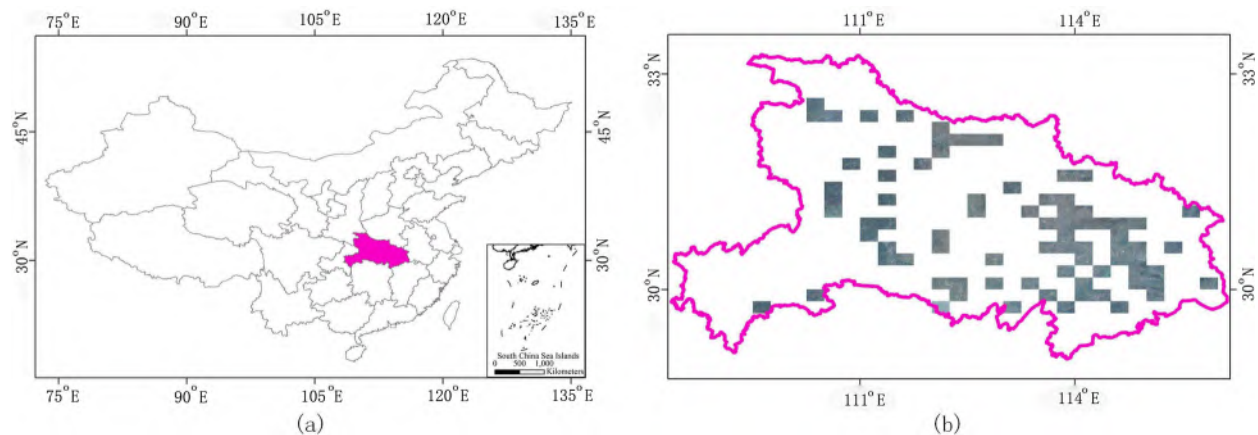 75°E 90°E 105°E 120°E 135°E
45°N 45°N
30°N 30°N
South China Sea Islands
0 500 1,000
Kilometers
75°E 90°E 105°E 120°E 135°E
(a)
111°E 114°E
33°N 33°N
30°N 30°N
111°E 114°E
(b)